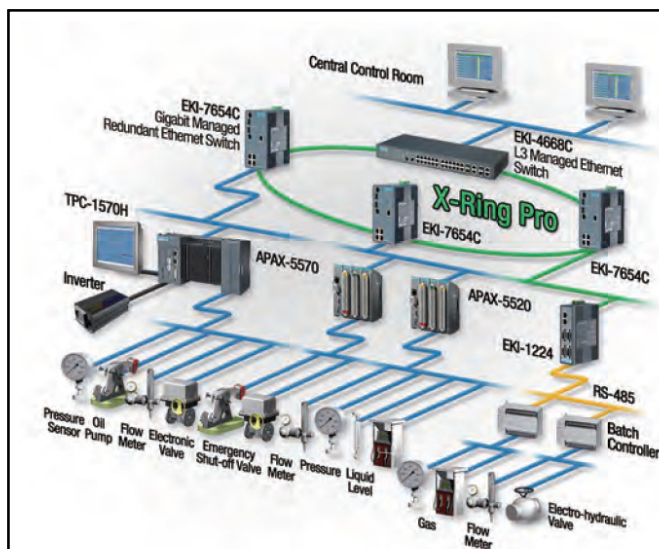 Central Control Room
EKI-7654C
Gigabit Managed
Redundant Ethernet Switch
EKI-4668C
L3 Managed Ethernet
Switch
TPC-1570H
X-Ring Pro
EKI-7654C
EKI-7654C
Inverter
APAX-5570
APAX-5520
EKI-1224
RS-485
Batch
Controller
Pressure
Sensor
Oil
Pump
Flow
Meter
Electronic
Valve
Emergency
Shut-off Valve
Flow
Meter
Pressure
Liquid
Level
Gas
Flow
Meter
Electro-hydraulic
Valve